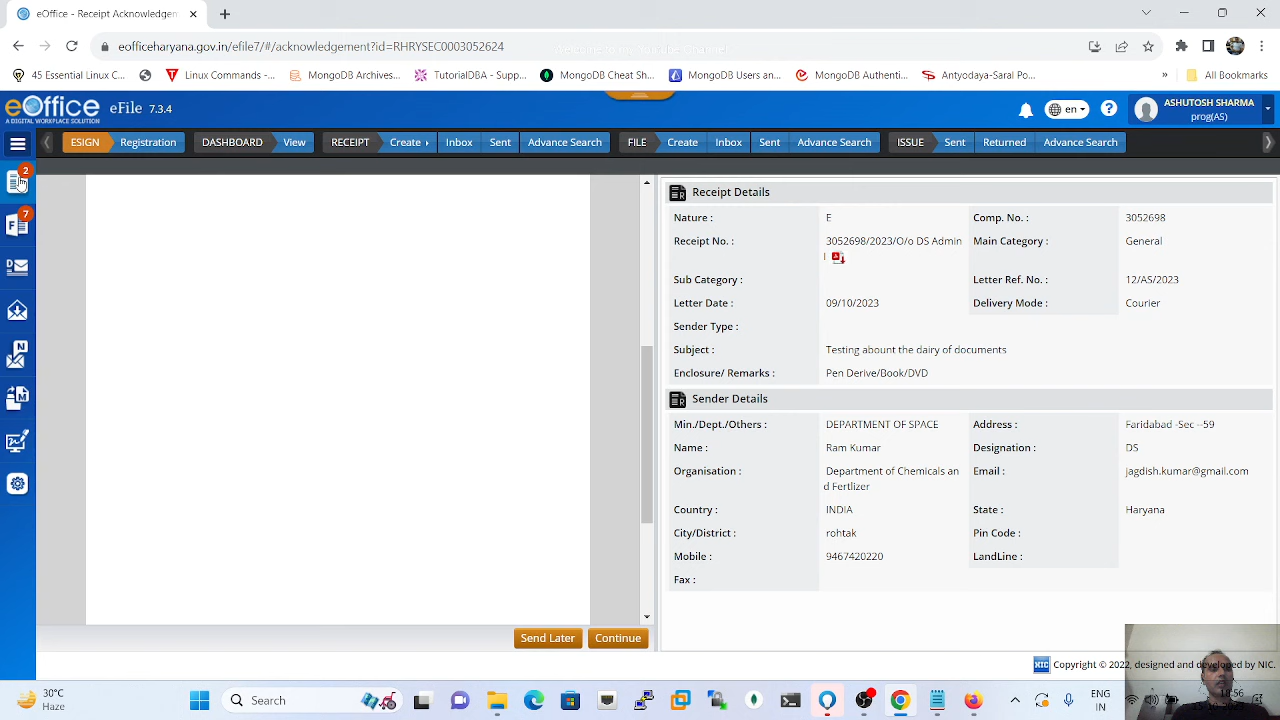 eOffice - Receipt Acknowledgem
eofficeharyana.gov.in/efile7/#/acknowledgement?id=RHRYSEC0003052624
45 Essential Linux C...
Linux Commands -...
MongoDB Archives...
TutorialDBA - Supp...
MongoDB Cheat Sh...
MongoDB Users an...
MongoDB Authenti...
Antyodaya-Saral Po...
»
All Bookmarks
eOffice
A DIGITAL WORKPLACE SOLUTION
eFile 7.3.4
en
ASHUTOSH SHARMA
prog(AS)
ESIGN Registration DASHBOARD View RECEIPT Create Inbox Sent Advance Search FILE Create Inbox Sent Advance Search ISSUE Sent Returned Advance Search
2
7
Receipt Details
Nature : E Comp. No. : 3052698
Receipt No. : 3052698/2023/O/o DS Admin Main Category : General
I
Sub Category : Letter Ref. No. : 12/AS/2023
Letter Date : 09/10/2023 Delivery Mode : Courier
Sender Type :
Subject : Testing abount the dairy of documents
Enclosure/ Remarks : Pen Derive/Book/DVD
Sender Details
Min./Dept./Others : DEPARTMENT OF SPACE Address : Faridabad -Sec --59
Name : Ram Kumar Designation : DS
Organisation : Department of Chemicals an Email : jagdish.kumar@gmail.com
d Fertlizer
Country : INDIA State : Haryana
City/District : rohtak Pin Code :
Mobile : 9467420220 LandLine :
Fax :
Send Later Continue
NIC Copyright © 2022, designed and developed by NIC.
30°C
Haze
Search
ENG
IN